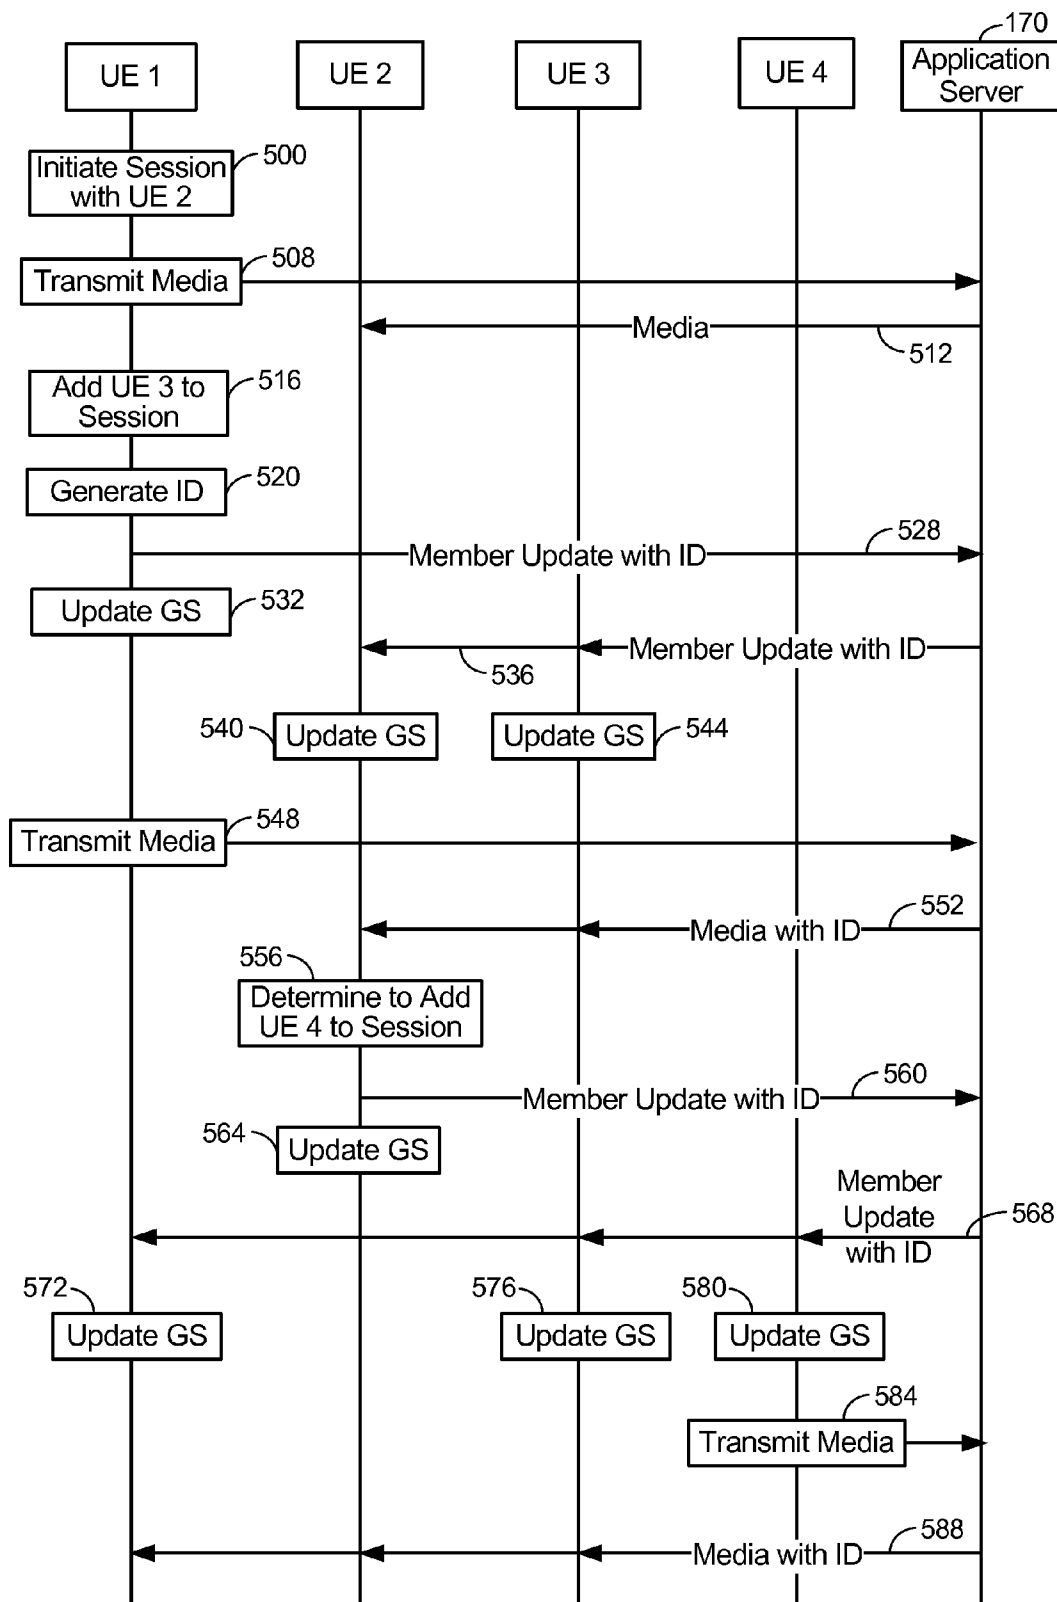 170
UE 1
UE 2
UE 3
UE 4
Application
Server
500
Initiate Session
with UE 2
508
Transmit Media
Media
512
516
Add UE 3 to
Session
520
Generate ID
528
Member Update with ID
532
Update GS
Member Update with ID
536
540
Update GS
Update GS
544
548
Transmit Media
552
Media with ID
556
Determine to Add
UE 4 to Session
560
Member Update with ID
564
Update GS
Member
Update
with ID
568
572
Update GS
576
Update GS
580
Update GS
584
Transmit Media
588
Media with ID